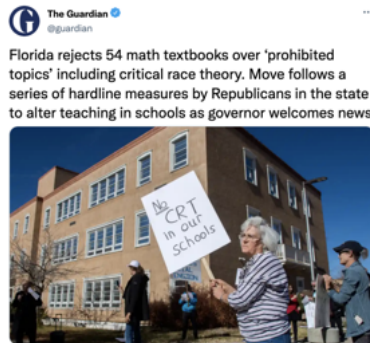 The Guardian
@guardian
Florida rejects 54 math textbooks over ‘prohibited
topics’ including critical race theory. Move follows a
series of hardline measures by Republicans in the state
to alter teaching in schools as governor welcomes news
No
CRT
in our
schools